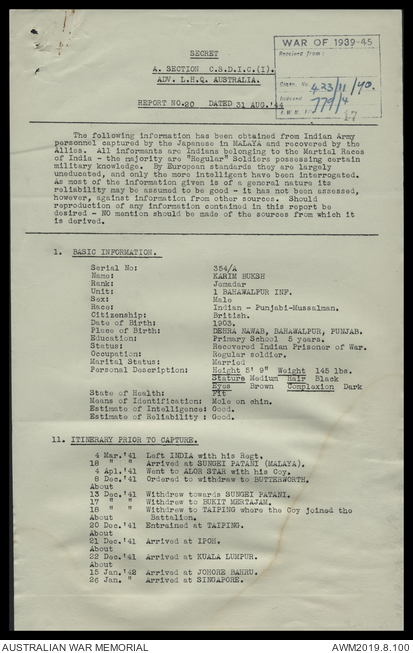 SECRET
A. SECTION C.S.D.I.C.(I).
ADV. L.H.Q. AUSTRALIA.
REPORT NO.20 DATED 31 AUG.'44
WAR OF 1939-45
Received from:
433/11/90.
Indexed
779/4
17
The following information has been obtained from Indian Army
personnel captured by the Japanese in MALAYA and recovered by the
Allies. All informants are Indians belonging to the Martial Races
of India - the majority are "Regular" Soldiers possessing certain
military knowledge. By European standards they are largely
uneducated, and only the more intelligent have been interrogated.
As most of the information given is of a general nature its
reliability may be assumed to be good - it has not been assessed,
however, against information from other sources. Should
reproduction of any information contained in this report be
desired - NO mention should be made of the sources from which it
is derived.
1. BASIC INFORMATION.
Serial No: 354/A
Name: KARIM BUKSH
Rank: Jemadar
Unit: 1 BAHAWALPUR INF.
Sex: Male
Race: Indian - Punjabi-Mussalman.
Citizenship: British.
Date of Birth: 1903.
Place of Birth: DEHRA NAWAB, BAHAWALPUR, PUNJAB.
Education: Primary School 5 years.
Status: Recovered Indian Prisoner of War.
Occupation: Regular soldier.
Marital Status: Married
Personal Description: Height 5' 9" Weight 145 lbs.
Stature Medium Hair Black
Eyes Brown Complexion Dark
State of Health: Fit
Means of Identification: Mole on chin.
Estimate of Intelligence: Good.
Estimate of Reliability : Good.
11. ITINERARY PRIOR TO CAPTURE.
4 Mar.'41 Left INDIA with his Regt.
18 " " Arrived at SUNGEI PATANI (MALAYA).
4 Apl.'41 Went to ALOR STAR with his Coy.
8 Dec.'41 Ordered to withdraw to BUTTERWORTH.
About
13 Dec.'41 Withdrew towards SUNGEI PATANI.
17 " " Withdrew to BUKIT MERTAJAM.
18 " " Withdrew to TAIPING where the Coy joined the
About Battalion.
20 Dec.'41 Entrained at TAIPING.
About
21 Dec.'41 Arrived at IPOH.
About
22 Dec.'41 Arrived at KUALA LUMPUR.
About
15 Jan.'42 Arrived at JOHORE BAHRU.
26 Jan. " Arrived at SINGAPORE.
AUSTRALIAN WAR MEMORIAL
AWM2019.8.100